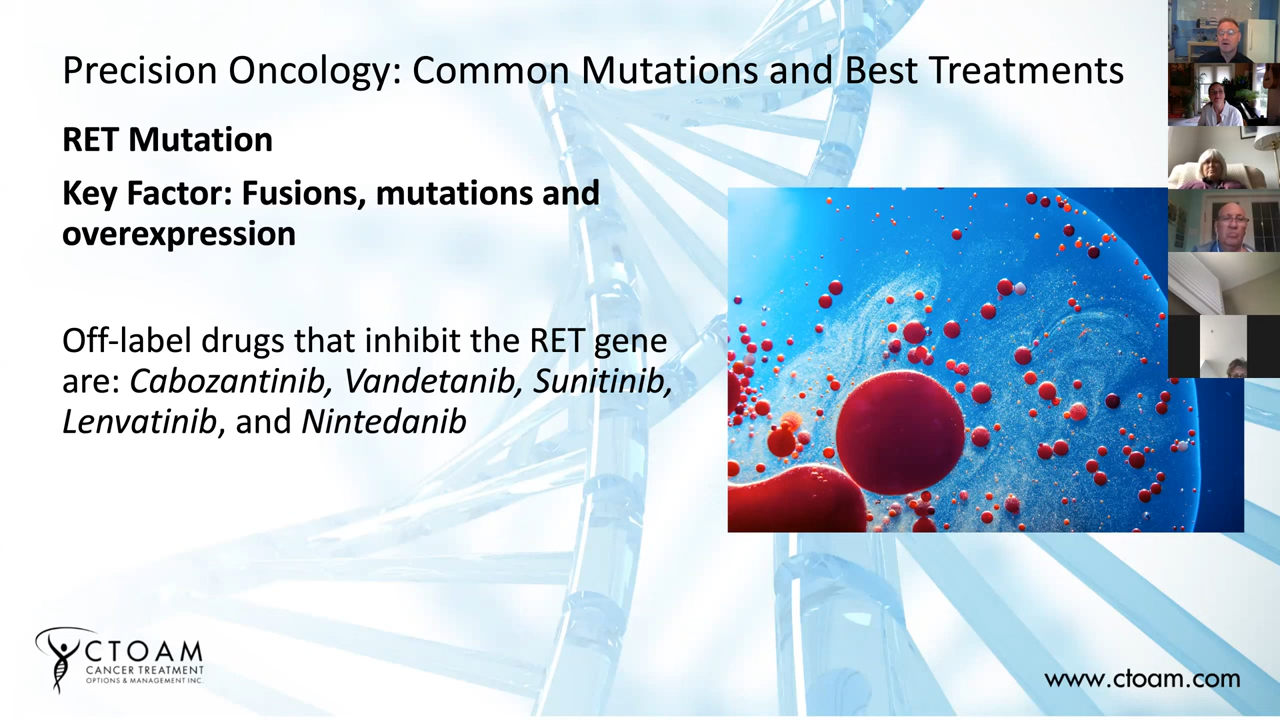 Precision Oncology: Common Mutations and Best Treatments
RET Mutation
Key Factor: Fusions, mutations and
overexpression
Off-label drugs that inhibit the RET gene
are: Cabozantinib, Vandetanib, Sunitinib,
Lenvatinib, and Nintedanib
CTOAM
CANCER TREATMENT
OPTIONS & MANAGEMENT INC.
www.ctoam.com